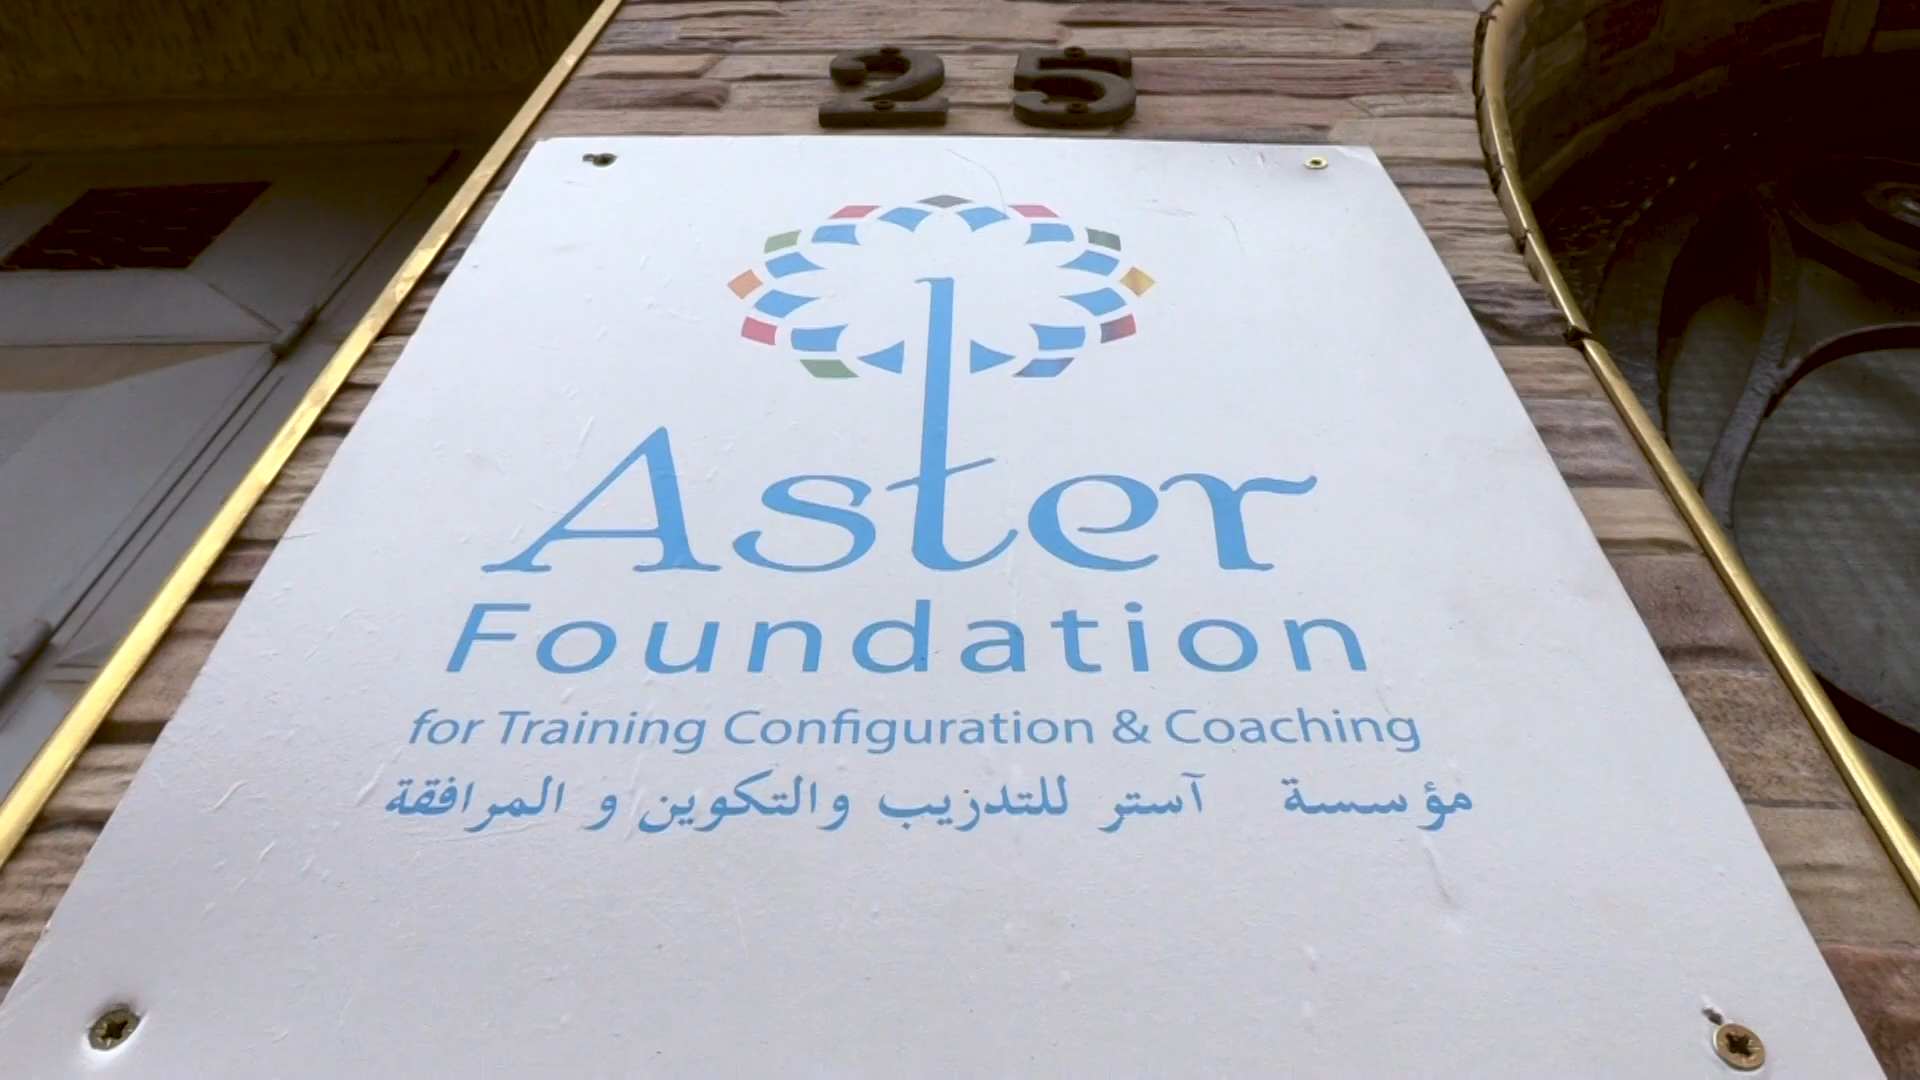 25
Aster
Foundation
for Training Configuration & Coaching
مؤسسة آستر للتدزيب والتكوين و المرافقة